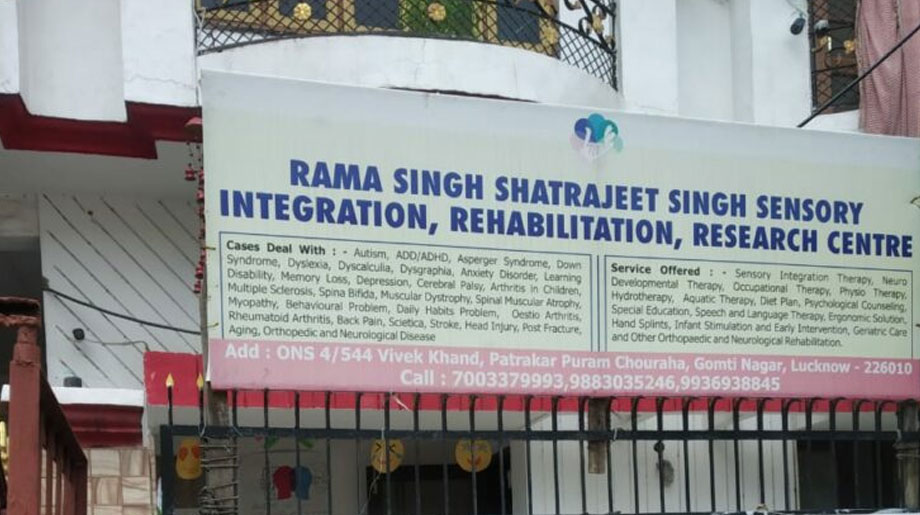 RAMA SINGH SHATRAJEET SINGH SENSORY
INTEGRATION, REHABILITATION, RESEARCH CENTRE
Cases Deal With : - Autism, ADD/ADHD, Asperger Syndrome, Down
Syndrome, Dyslexia, Dyscalculia, Dysgraphia, Anxiety Disorder, Learning
Disability, Memory Loss, Depression, Cerebral Palsy, Arthritis in Children,
Multiple Sclerosis, Spina Bifida, Muscular Dystrophy, Spinal Muscular Atrophy,
Myopathy, Behavioural Problem, Daily Habits Problem, Oestio Arthritis,
Rheumatoid Arthritis, Back Pain, Scietica, Stroke, Head Injury, Post Fracture,
Aging, Orthopedic and Neurological Disease
Service Offered : - Sensory Integration Therapy, Neuro
Developmental Therapy, Occupational Therapy, Physio Therapy,
Hydrotherapy, Aquatic Therapy, Diet Plan, Psychological Counseling,
Special Education, Speech and Language Therapy, Ergonomic Solution,
Hand Splints, Infant Stimulation and Early Intervention, Geriatric Care
and Other Orthopaedic and Neurological Rehabilitation.
Add : ONS 4/544 Vivek Khand, Patrakar Puram Chouraha, Gomti Nagar, Lucknow - 226010
Call : 7003379993,9883035246,9936938845